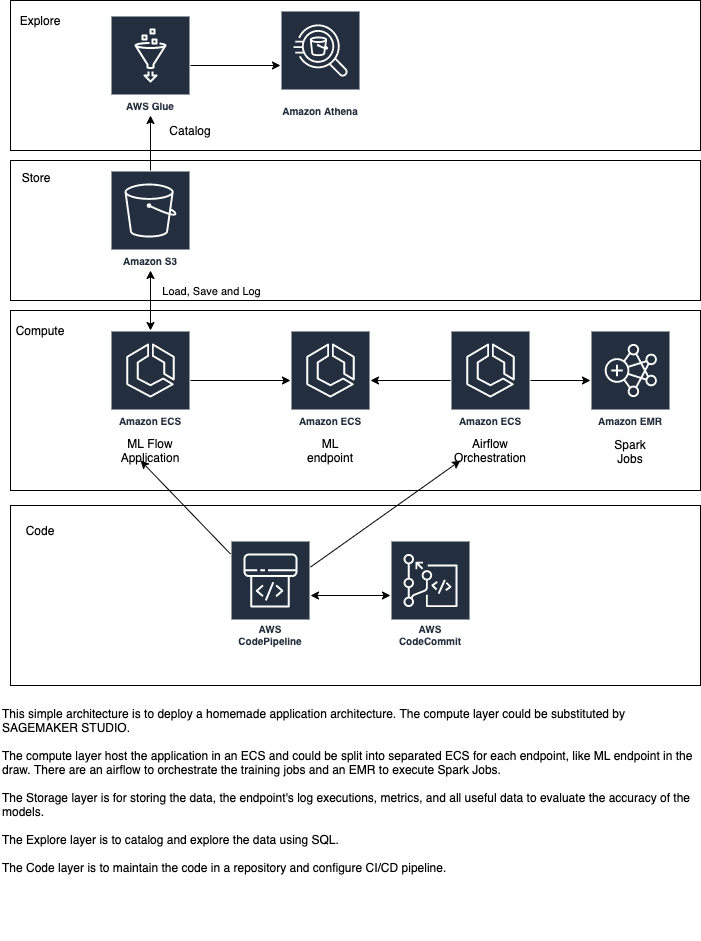 Explore
AWS Glue
Amazon Athena
Catalog
Store
Amazon S3
Load, Save and Log
Compute
Amazon ECS
Amazon ECS
Amazon ECS
Amazon EMR
ML Flow
Application
ML
endpoint
Airflow
Orchestration
Spark
Jobs
Code
</>
</>
AWS
CodePipeline
AWS
CodeCommit
This simple architecture is to deploy a homemade application architecture. The compute layer could be substituted by
SAGEMAKER STUDIO.
The compute layer host the application in an ECS and could be split into separated ECS for each endpoint, like ML endpoint in the
draw. There are an airflow to orchestrate the training jobs and an EMR to execute Spark Jobs.
The Storage layer is for storing the data, the endpoint's log executions, metrics, and all useful data to evaluate the accuracy of the
models.
The Explore layer is to catalog and explore the data using SQL.
The Code layer is to maintain the code in a repository and configure CI/CD pipeline.